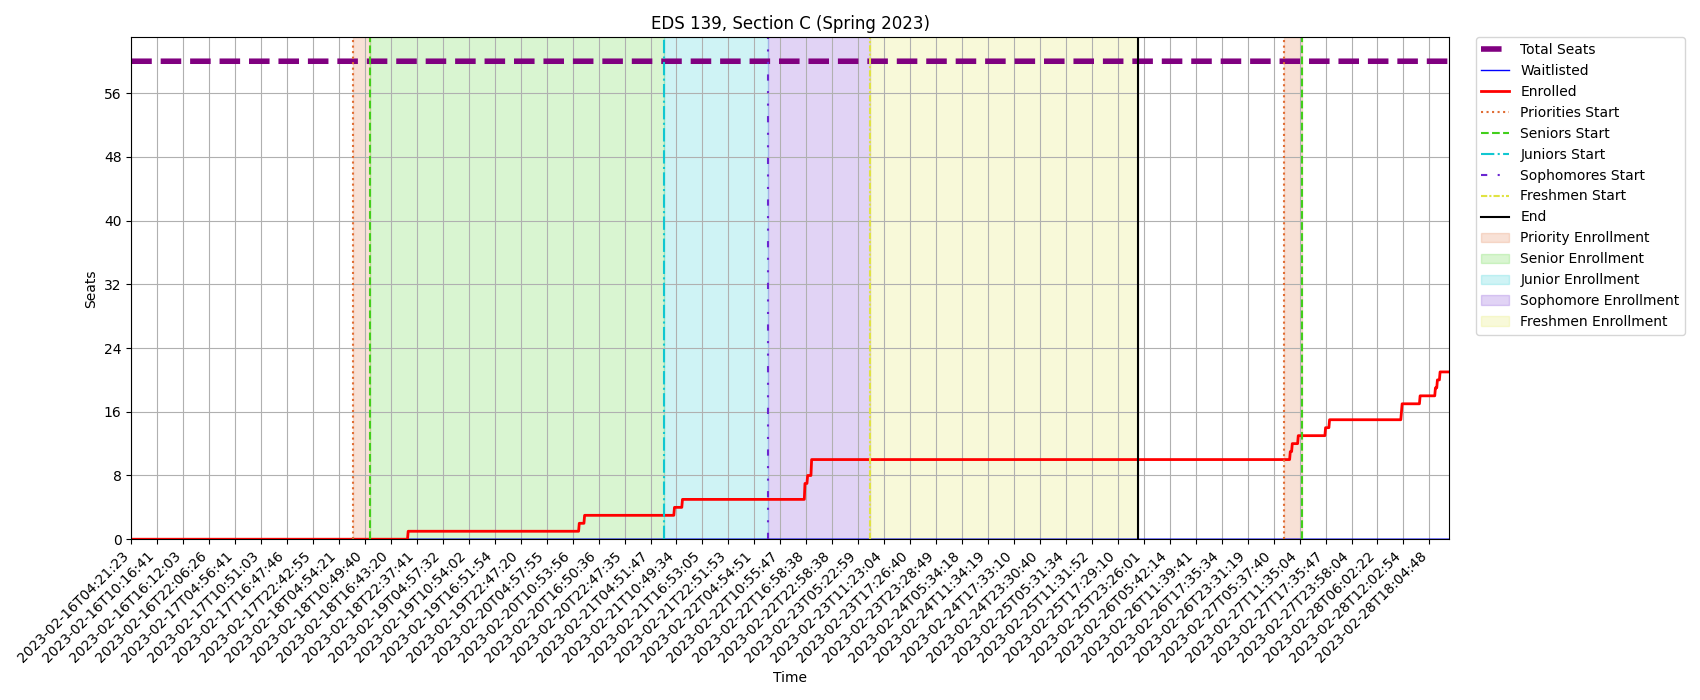 EDS 139, Section C (Spring 2023)
Seats
56
48
40
32
24
16
8
0
2023-02-16T04:21:23
2023-02-16T10:16:41
2023-02-16T16:12:03
2023-02-16T22:06:26
2023-02-17T04:56:41
2023-02-17T10:51:03
2023-02-17T16:47:46
2023-02-17T22:42:55
2023-02-18T04:54:21
2023-02-18T10:49:40
2023-02-18T16:43:20
2023-02-18T22:37:41
2023-02-19T04:57:32
2023-02-19T10:54:02
2023-02-19T16:51:54
2023-02-19T22:47:20
2023-02-20T04:57:55
2023-02-20T10:53:56
2023-02-20T16:50:36
2023-02-20T22:47:35
2023-02-21T04:51:47
2023-02-21T10:49:34
2023-02-21T16:53:05
2023-02-21T22:51:53
2023-02-22T04:54:51
2023-02-22T10:55:47
2023-02-22T16:58:38
2023-02-22T22:58:38
2023-02-23T05:22:59
2023-02-23T11:23:04
2023-02-23T17:26:40
2023-02-23T23:28:49
2023-02-24T05:34:18
2023-02-24T11:34:19
2023-02-24T17:33:10
2023-02-24T23:30:40
2023-02-25T05:31:34
2023-02-25T11:31:52
2023-02-25T17:29:10
2023-02-25T23:26:01
2023-02-26T05:42:14
2023-02-26T11:39:41
2023-02-26T17:35:34
2023-02-26T23:31:19
2023-02-27T05:37:40
2023-02-27T11:35:04
2023-02-27T17:35:47
2023-02-27T23:58:04
2023-02-28T06:02:22
2023-02-28T12:02:54
2023-02-28T18:04:48
Time
Total Seats
Waitlisted
Enrolled
Priorities Start
Seniors Start
Juniors Start
Sophomores Start
Freshmen Start
End
Priority Enrollment
Senior Enrollment
Junior Enrollment
Sophomore Enrollment
Freshmen Enrollment